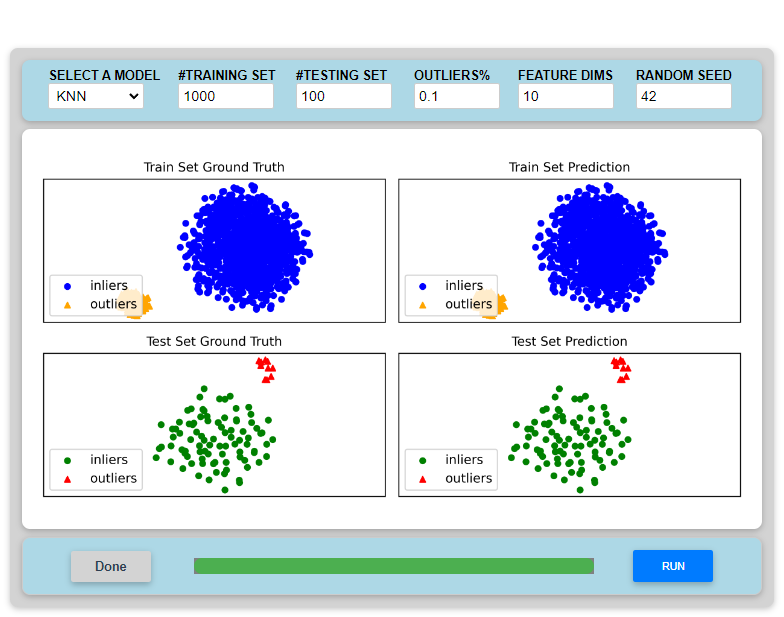 SELECT A MODEL #TRAINING SET #TESTING SET OUTLIERS% FEATURE DIMS RANDOM SEED
KNN 1000 100 0.1 10 42
Train Set Ground Truth Train Set Prediction
inliers inliers
outliers outliers
Test Set Ground Truth Test Set Prediction
inliers inliers
outliers outliers
Done RUN